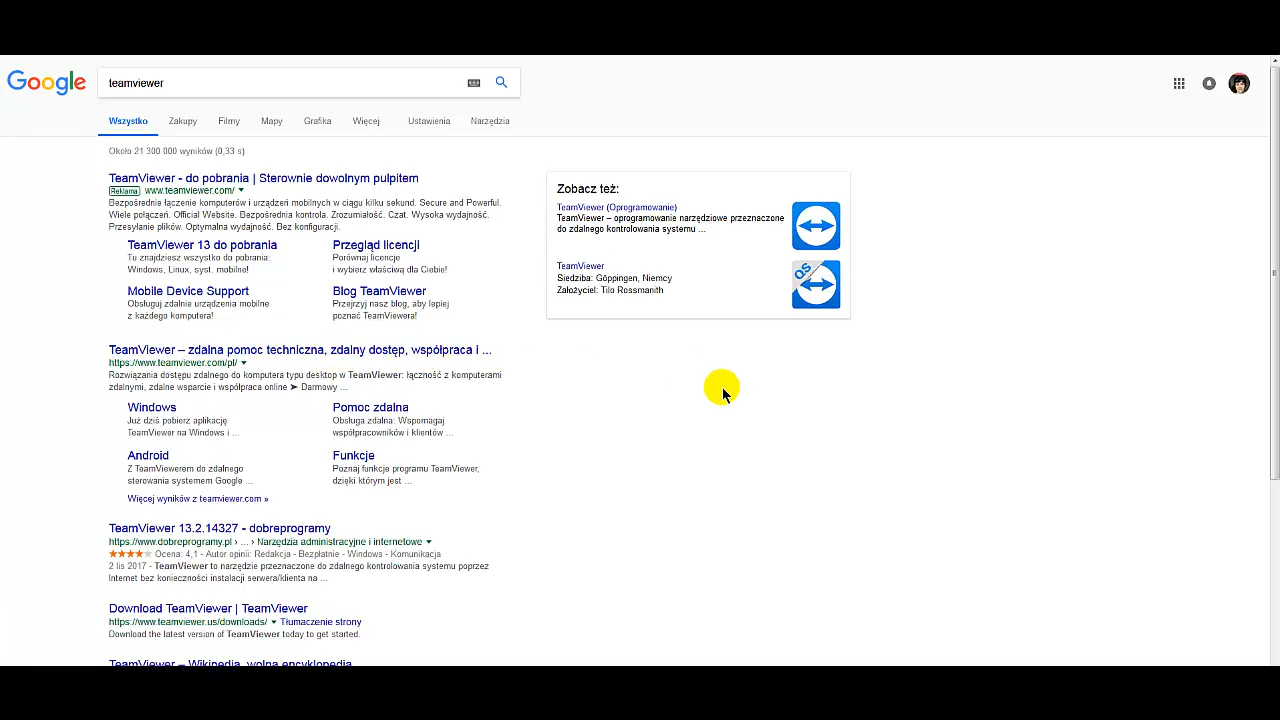 Google
teamviewer
Wszystko Zakupy Filmy Mapy Grafika Więcej Ustawienia Narzędzia
Około 21 300 000 wyników (0,33 s)
TeamViewer - do pobrania | Sterownie dowolnym pulpitem
Reklama www.teamviewer.com/
Bezpośrednie łączenie komputerów i urządzeń mobilnych w ciągu kilku sekund. Secure and Powerful.
Wiele połączeń. Official Website. Bezpośrednia kontrola. Zrozumiałość. Czat. Wysoka wydajność.
Przesyłanie plików. Optymalna wydajność. Bez konfiguracji.
TeamViewer 13 do pobrania
Tu znajdziesz wszystko do pobrania:
Windows, Linux, syst. mobilne!
Przegląd licencji
Porównaj licencje
i wybierz właściwą dla Ciebie!
Mobile Device Support
Obsługuj zdalnie urządzenia mobilne
z każdego komputera!
Blog TeamViewer
Przejrzyj nasz blog, aby lepiej
poznać TeamViewera!
TeamViewer – zdalna pomoc techniczna, zdalny dostęp, współpraca i ...
https://www.teamviewer.com/pl/
Rozwiązania dostępu zdalnego do komputera typu desktop w TeamViewer: łączność z komputerami
zdalnymi, zdalne wsparcie i współpraca online ➤ Darmowy ...
Windows
Już dziś pobierz aplikację
TeamViewer na Windows i ...
Pomoc zdalna
Obsługa zdalna: Wspomagaj
współpracowników i klientów ...
Android
Z TeamViewerem do zdalnego
sterowania systemem Google ...
Funkcje
Poznaj funkcje programu TeamViewer,
dzięki którym jest ...
Więcej wyników z teamviewer.com »
TeamViewer 13.2.14327 - dobreprogramy
https://www.dobreprogramy.pl › ... › Narzędzia administracyjne i internetowe
Ocena: 4,1 - Autor opinii: Redakcja - Bezpłatnie - Windows - Komunikacja
2 lis 2017 - TeamViewer to narzędzie przeznaczone do zdalnego kontrolowania systemu poprzez
Internet bez konieczności instalacji serwera/klienta na ...
Download TeamViewer | TeamViewer
https://www.teamviewer.us/downloads/ Tłumaczenie strony
Download the latest version of TeamViewer today to get started.
TeamViewer – Wikipedia, wolna encyklopedia
Zobacz też:
TeamViewer (Oprogramowanie)
TeamViewer – oprogramowanie narzędziowe przeznaczone
do zdalnego kontrolowania systemu ...
TeamViewer
Siedziba: Göppingen, Niemcy
Założyciel: Tilo Rossmanith
QS